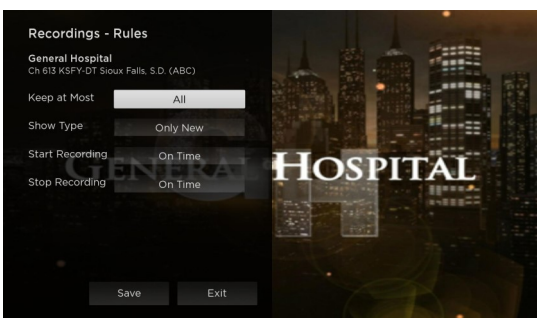 Recordings - Rules
General Hospital
Ch 613 KSFY-DT Sioux Falls, S.D. (ABC)
Keep at Most All
Show Type Only New
Start Recording On Time
Stop Recording On Time
GENERAL HOSPITAL
GH
Save Exit